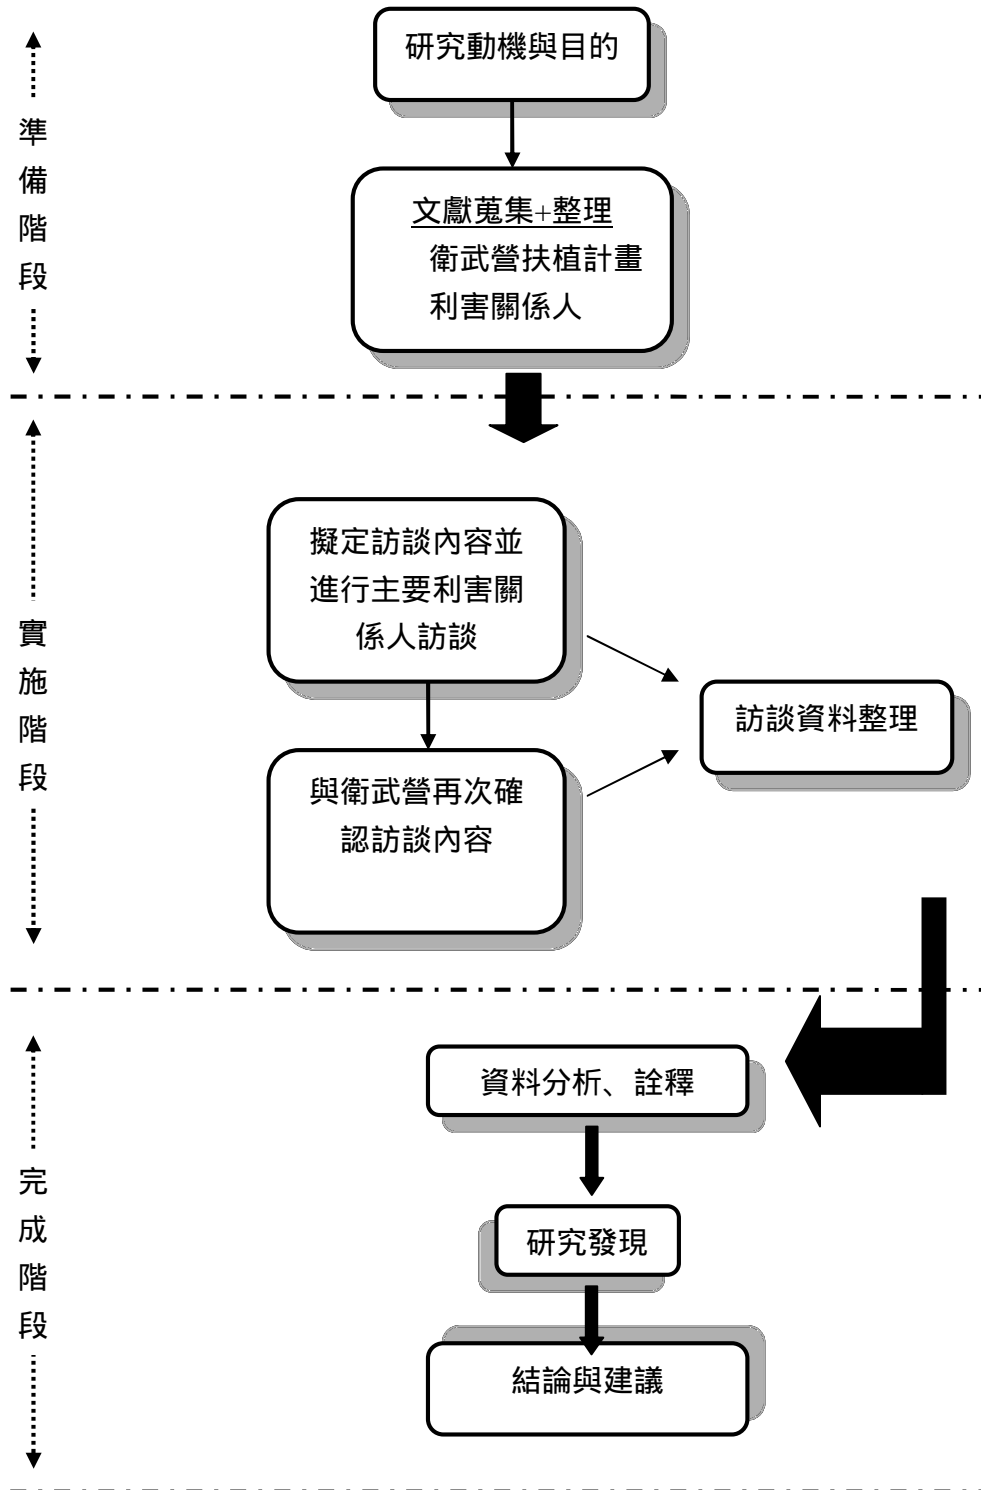 準備階段
研究動機與目的
文獻蒐集+整理
衛武營扶植計畫
利害關係人
實施階段
擬定訪談內容並
進行主要利害關
係人訪談
訪談資料整理
與衛武營再次確
認訪談內容
完成階段
資料分析、詮釋
研究發現
結論與建議